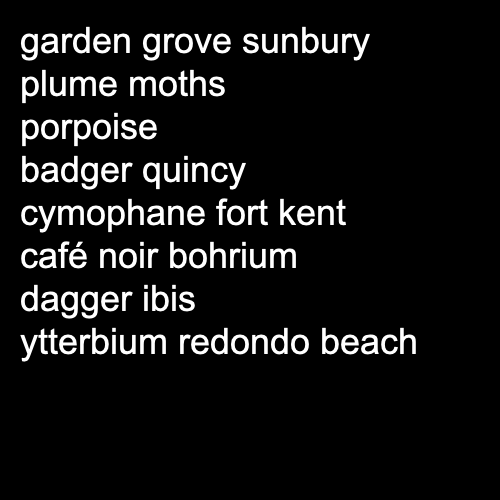 garden grove sunbury
plume moths
porpoise
badger quincy
cymophane fort kent
café noir bohrium
dagger ibis
ytterbium redondo beach